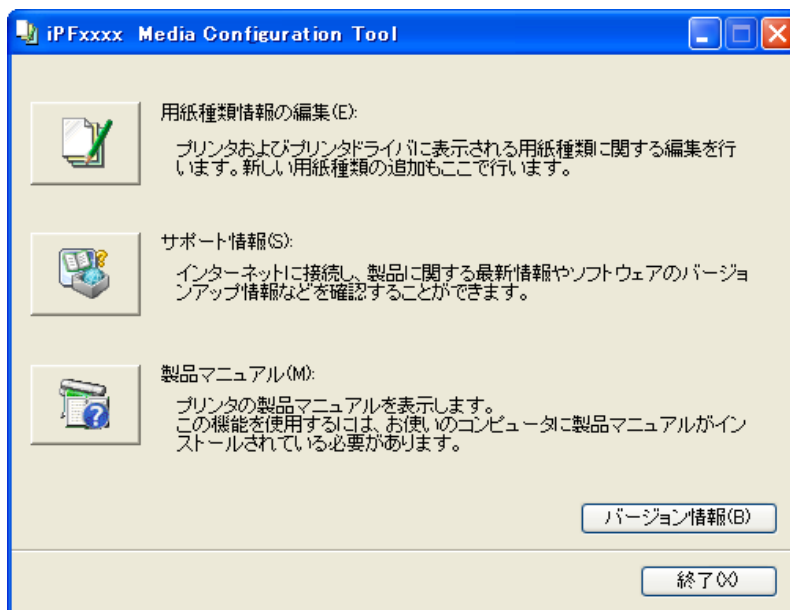 iPFxxxx Media Configuration Tool
用紙種類情報の編集(E):
プリンタおよびプリンタドライバに表示される用紙種類に関する編集を行
います。新しい用紙種類の追加もここで行います。
サポート情報(S):
インターネットに接続し、製品に関する最新情報やソフトウェアのバージョ
ンアップ情報などを確認することができます。
製品マニュアル(M):
プリンタの製品マニュアルを表示します。
この機能を使用するには、お使いのコンピュータに製品マニュアルがイン
ストールされている必要があります。
バージョン情報(B)
終了(X)